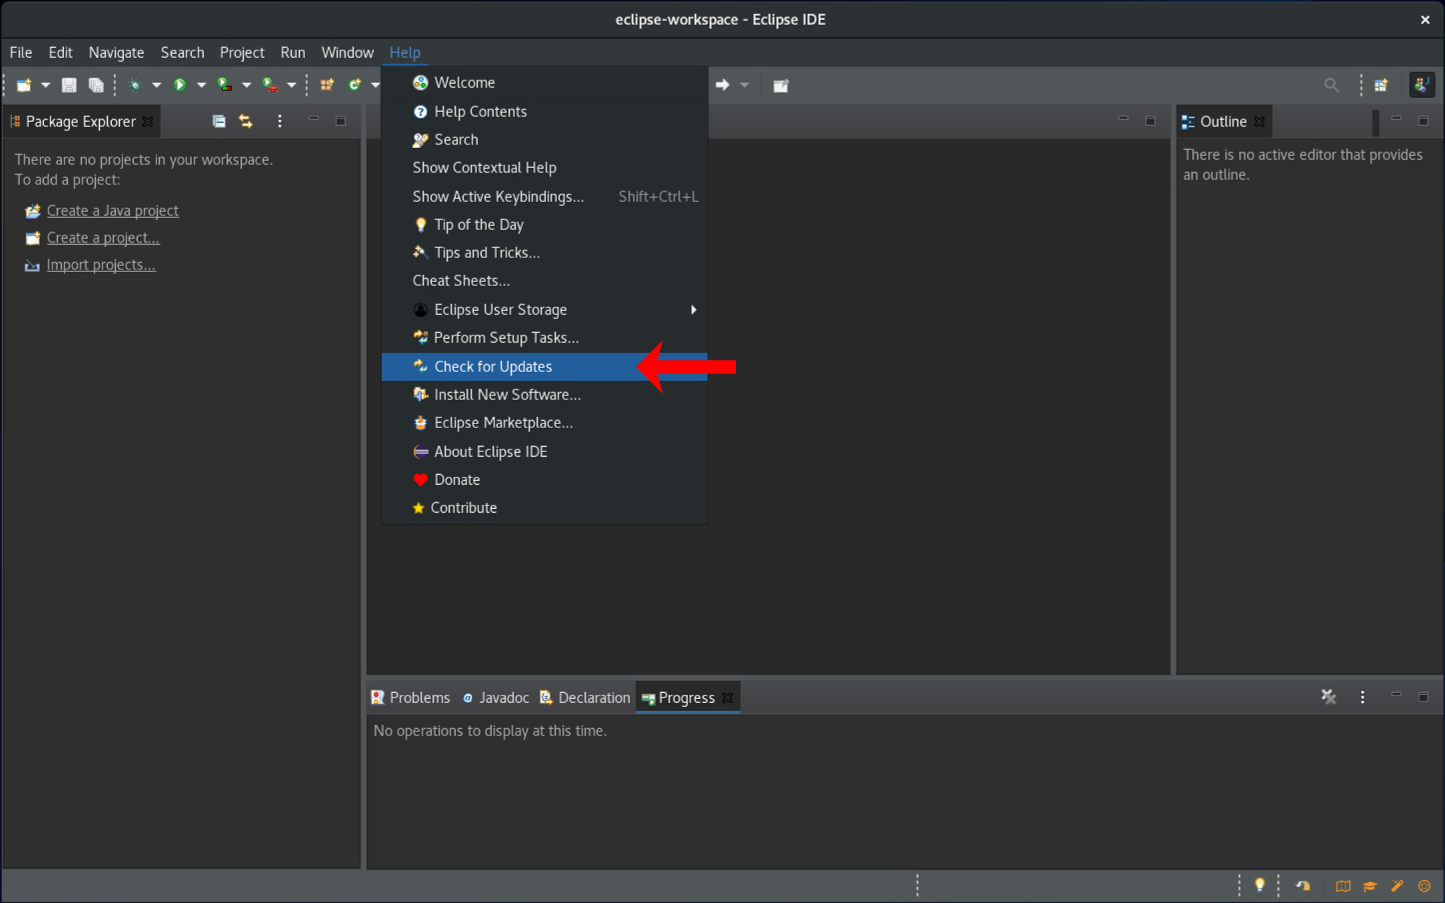 eclipse-workspace - Eclipse IDE
File Edit Navigate Search Project Run Window Help
Package Explorer
There are no projects in your workspace.
To add a project:
Create a Java project
Create a project...
Import projects...
Welcome
Help Contents
Search
Show Contextual Help
Show Active Keybindings... Shift+Ctrl+L
Tip of the Day
Tips and Tricks...
Cheat Sheets...
Eclipse User Storage
Perform Setup Tasks...
Check for Updates
Install New Software...
Eclipse Marketplace...
About Eclipse IDE
Donate
Contribute
Outline
There is no active editor that provides
an outline.
Problems Javadoc Declaration Progress
No operations to display at this time.